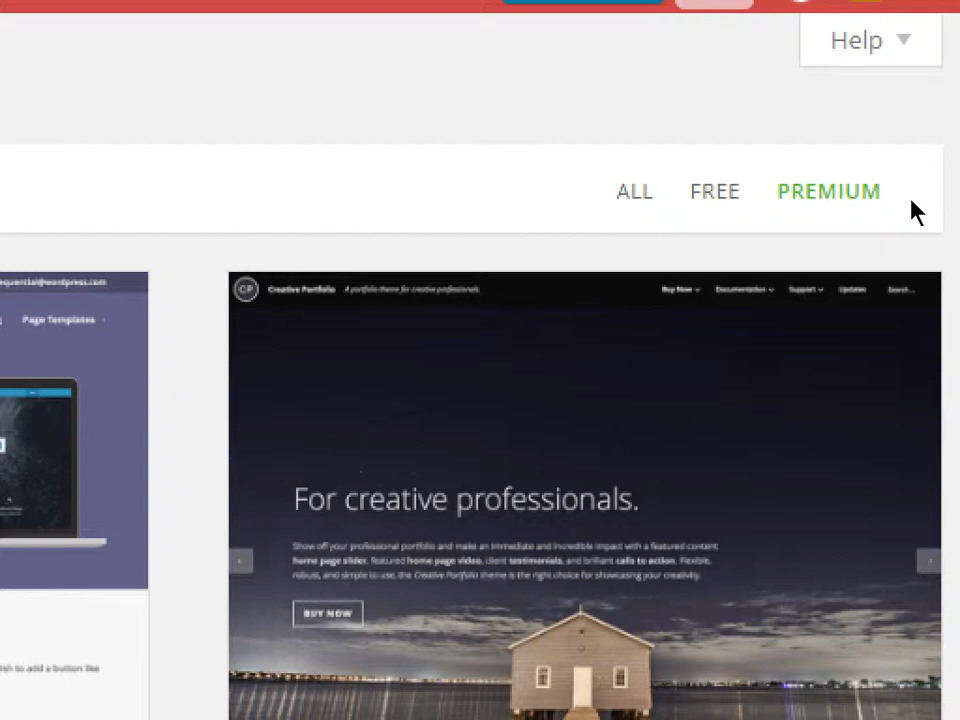 Help
ALL FREE PREMIUM
equential@wordpress.com
Page Templates
CP Creative Portfolio A portfolio theme for creative professionals. Buy Now Documentation Support Updates Search...
For creative professionals.
Show off your professional portfolio and make an immediate and incredible impact with a featured content
home page slider, featured home page video, client testimonials, and brilliant calls to action. Flexible,
robust, and simple to use, the Creative Portfolio theme is the right choice for showcasing your creativity.
BUY NOW
ish to add a button like